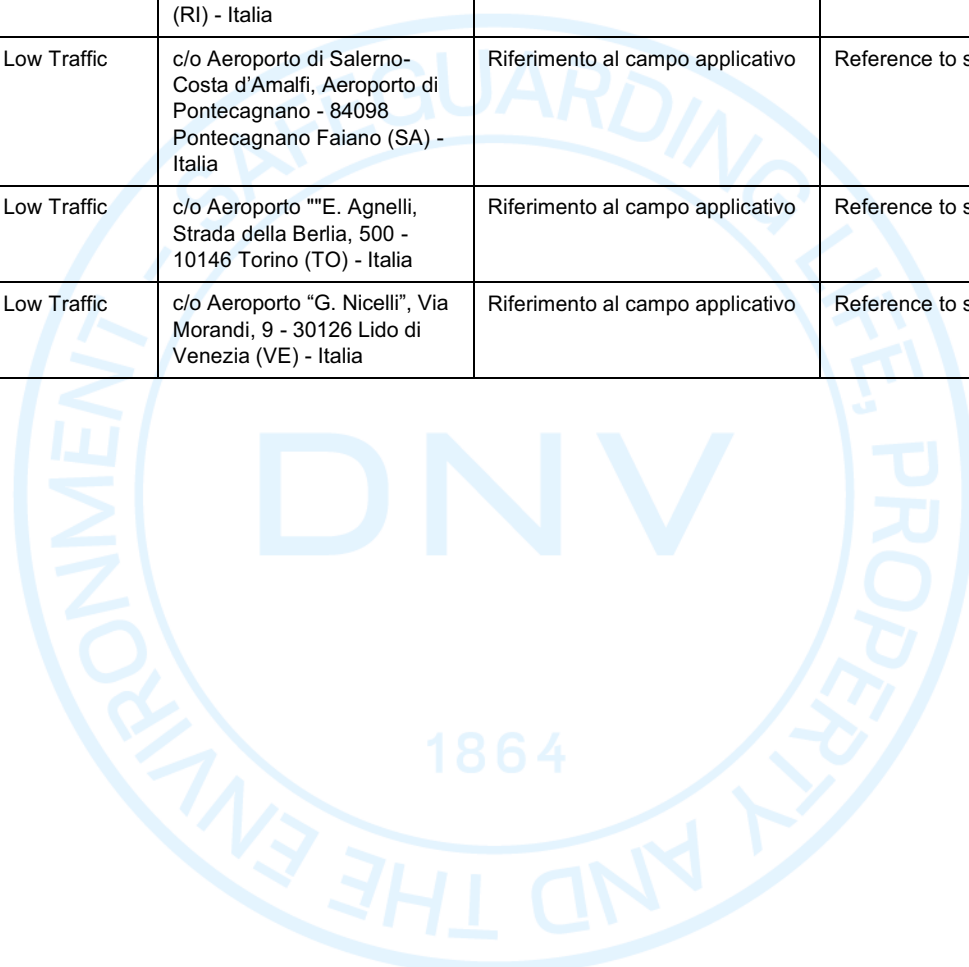 (RI) - Italia
Low Traffic
c/o Aeroporto di Salerno-
Costa d'Amalfi, Aeroporto di
Pontecagnano - 84098
Pontecagnano Faiano (SA) -
Italia
Riferimento al campo applicativo
Reference to s
Low Traffic
c/o Aeroporto ""E. Agnelli,
Strada della Berlia, 500 -
10146 Torino (TO) - Italia
Riferimento al campo applicativo
Reference to s
Low Traffic
c/o Aeroporto “G. Nicelli”, Via
Morandi, 9 - 30126 Lido di
Venezia (VE) - Italia
Riferimento al campo applicativo
Reference to s
SAFEGUARDING LIFE, PROPERTY AND THE ENVIRONMENT
DNV
1864